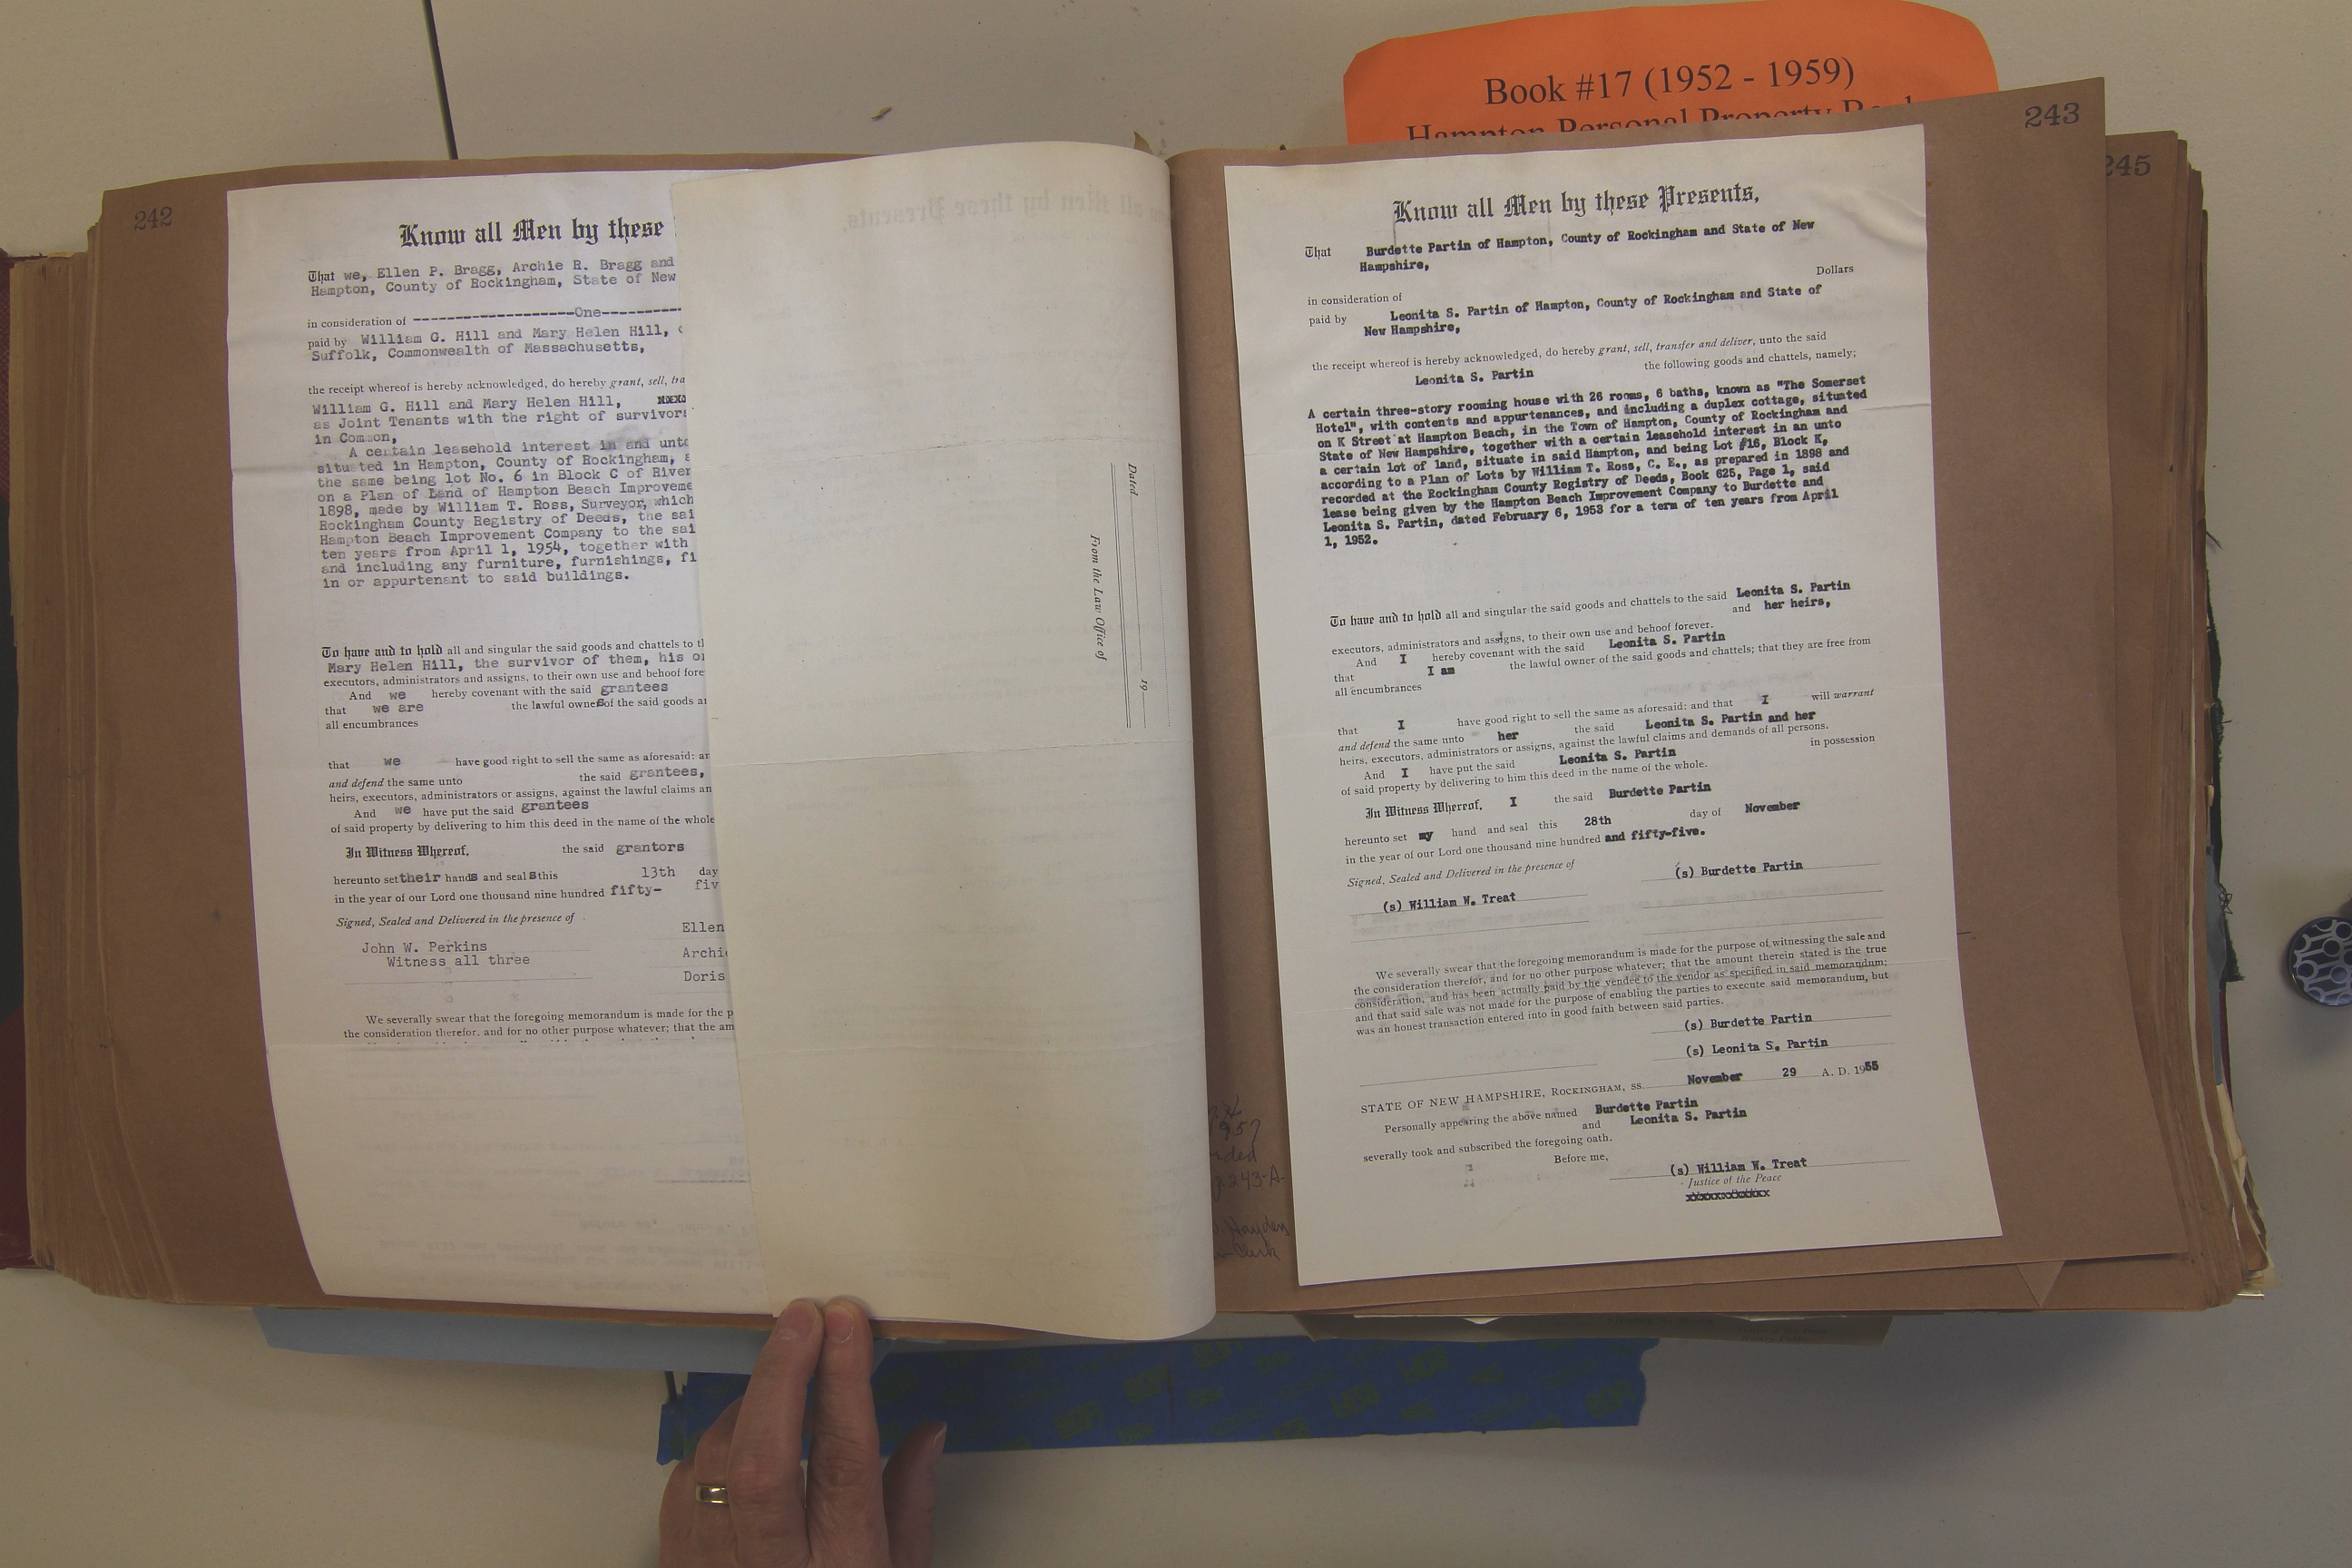 Book #17 (1952 - 1959)
Hampton Personal Property
242
Know all Men by these
That we, Ellen P. Bragg, Archie R. Bragg and
Hampton, County of Rockingham, State of New
in consideration of -------------------One---------
paid by William G. Hill and Mary Helen Hill,
Suffolk, Commonwealth of Massachusetts,
the receipt whereof is hereby acknowledged, do hereby grant, sell, tra
William G. Hill and Mary Helen Hill,
as Joint Tenants with the right of survivors
in Common,
A certain leasehold interest in and unto
situated in Hampton, County of Rockingham,
the same being lot No. 6 in Block C of River
on a Plan of Land of Hampton Beach Improveme
1898, made by William T. Ross, Surveyor, which
Rockingham County Registry of Deeds, the sai
Hampton Beach Improvement Company to the sai
ten years from April 1, 1954, together with
and including any furniture, furnishings, fi
in or appurtenant to said buildings.
To have and to hold all and singular the said goods and chattels to th
Mary Helen Hill, the survivor of them, his or
executors, administrators and assigns, to their own use and behoof fore
And we hereby covenant with the said grantees
that we are the lawful owners of the said goods an
all encumbrances
that we have good right to sell the same as aforesaid: an
and defend the same unto the said grantees,
heirs, executors, administrators or assigns, against the lawful claims an
And we have put the said grantees
of said property by delivering to him this deed in the name of the whole
In Witness Whereof, the said grantors
hereunto set their hands and seals this 13th day
in the year of our Lord one thousand nine hundred fifty-fiv
Signed, Sealed and Delivered in the presence of
Ellen
John W. Perkins
Witness all three
Archie
Doris
We severally swear that the foregoing memorandum is made for the p
the consideration therefor, and for no other purpose whatever; that the am
Dated
19
From the Law Office of
957
243-A
Hayden
Clerk
243
245
Know all Men by these Presents,
That Burdette Partin of Hampton, County of Rockingham and State of New
Hampshire,
Dollars
in consideration of
paid by Leonita S. Partin of Hampton, County of Rockingham and State of
New Hampshire,
the receipt whereof is hereby acknowledged, do hereby grant, sell, transfer and deliver, unto the said
Leonita S. Partin the following goods and chattels, namely;
A certain three-story rooming house with 26 rooms, 6 baths, known as "The Somerset
Hotel", with contents and appurtenances, and including a duplex cottage, situated
on K Street at Hampton Beach, in the Town of Hampton, County of Rockingham and
State of New Hampshire, together with a certain leasehold interest in an unto
a certain lot of land, situate in said Hampton, and being Lot #16, Block K,
according to a Plan of Lots by William T. Ross, C. E., as prepared in 1898 and
recorded at the Rockingham County Registry of Deeds, Book 625, Page 1, said
lease being given by the Hampton Beach Improvement Company to Burdette and
Leonita S. Partin, dated February 6, 1953 for a term of ten years from April
1, 1952.
To have and to hold all and singular the said goods and chattels to the said Leonita S. Partin
and her heirs,
executors, administrators and assigns, to their own use and behoof forever.
And I hereby covenant with the said Leonita S. Partin
that I am the lawful owner of the said goods and chattels; that they are free from
all encumbrances
that I have good right to sell the same as aforesaid: and that I will warrant
and defend the same unto her the said Leonita S. Partin and her
heirs, executors, administrators or assigns, against the lawful claims and demands of all persons.
And I have put the said Leonita S. Partin in possession
of said property by delivering to him this deed in the name of the whole.
In Witness Whereof, I the said Burdette Partin
hereunto set my hand and seal this 28th day of November
in the year of our Lord one thousand nine hundred and fifty-five.
Signed, Sealed and Delivered in the presence of
(s) Burdette Partin
(s) William W. Treat
We severally swear that the foregoing memorandum is made for the purpose of witnessing the sale and
the consideration therefor, and for no other purpose whatever; that the amount therein stated is the true
consideration, and has been actually paid by the vendee to the vendor as specified in said memorandum;
and that said sale was not made for the purpose of enabling the parties to execute said memorandum, but
was an honest transaction entered into in good faith between said parties.
(s) Burdette Partin
(s) Leonita S. Partin
STATE OF NEW HAMPSHIRE, ROCKINGHAM, SS. November 29 A. D. 1955
Personally appearing the above named Burdette Partin
and Leonita S. Partin
severally took and subscribed the foregoing oath.
Before me,
(s) William W. Treat
Justice of the Peace